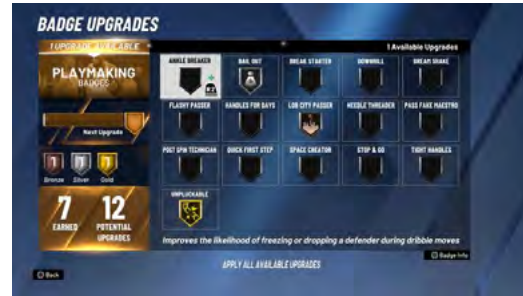 BADGE UPGRADES
1 UPGRADE AVAILABLE
1 Available Upgrades
PLAYMAKING
BADGES
Next Upgrade
1 1 1
Bronze Silver Gold
7 12
EARNED POTENTIAL
UPGRADES
ANKLE BREAKER BAIL OUT BREAK STARTER DOWNHILL DREAM SHAKE
FLASHY PASSER HANDLES FOR DAYS LOB CITY PASSER NEEDLE THREADER PASS FAKE MAESTRO
POST SPIN TECHNICIAN QUICK FIRST STEP SPACE CREATOR STOP & GO TIGHT HANDLES
UNPLUCKABLE
Improves the likelihood of freezing or dropping a defender during dribble moves
Badge Info
Back
APPLY ALL AVAILABLE UPGRADES